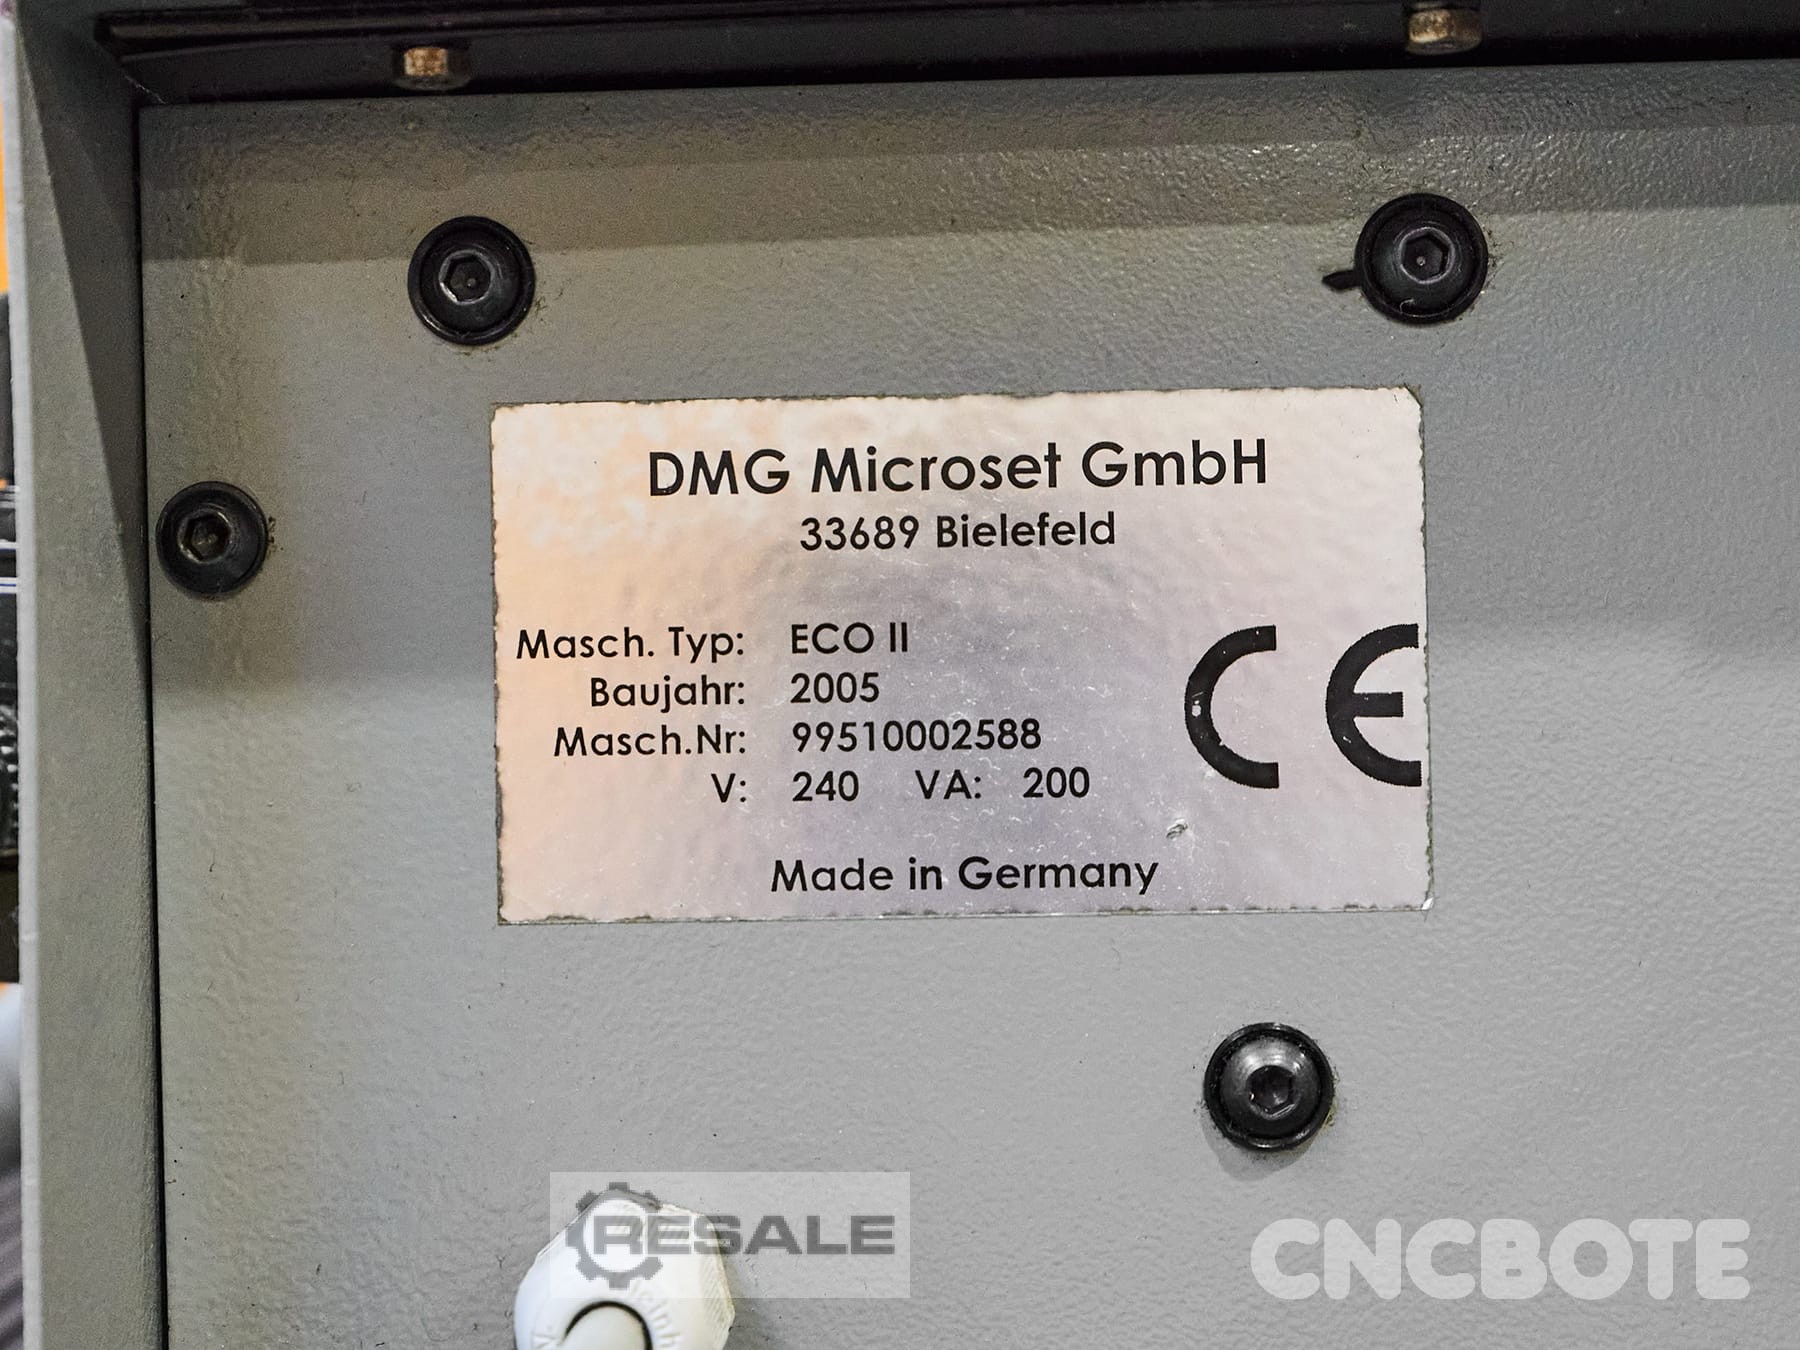 DMG Microset GmbH
33689 Bielefeld
Masch. Typ: ECO II
Baujahr: 2005
Masch.Nr: 99510002588
V: 240 VA: 200
CE
Made in Germany
RESALE
CNCBOTE